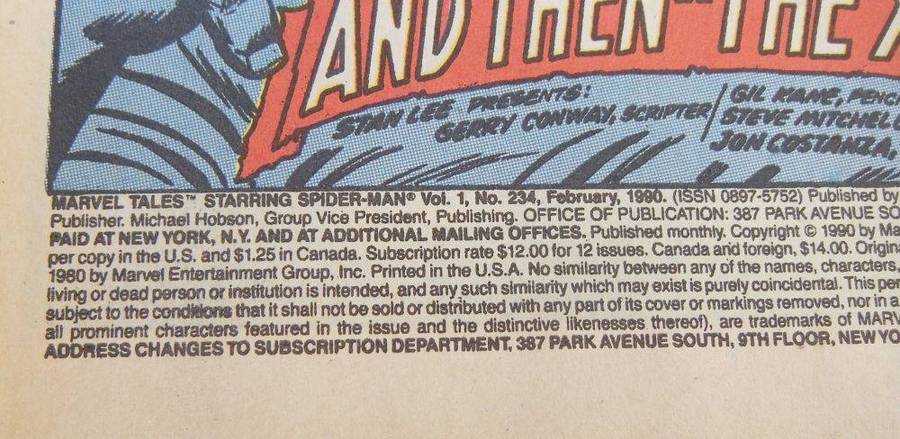 AND THEN THE
STAN LEE PRESENTS:
GERRY CONWAY, SCRIPTER
GIL KANE,
STEVE MITCHELL
JON COSTANZA,
MARVEL TALES™ STARRING SPIDER-MAN® Vol. 1, No. 234, February, 1990. (ISSN 0897-5752) Published by
Publisher. Michael Hobson, Group Vice President, Publishing. OFFICE OF PUBLICATION: 387 PARK AVENUE SO
PAID AT NEW YORK, N.Y. AND AT ADDITIONAL MAILING OFFICES. Published monthly. Copyright © 1990 by Ma
per copy in the U.S. and $1.25 in Canada. Subscription rate $12.00 for 12 issues. Canada and foreign, $14.00. Origin
1980 by Marvel Entertainment Group, Inc. Printed in the U.S.A. No similarity between any of the names, characters,
living or dead person or institution is intended, and any such similarity which may exist is purely coincidental. This per
subject to the conditions that it shall not be sold or distributed with any part of its cover or markings removed, nor in a
all prominent characters featured in the issue and the distinctive likenesses thereof), are trademarks of MARV
ADDRESS CHANGES TO SUBSCRIPTION DEPARTMENT, 387 PARK AVENUE SOUTH, 9TH FLOOR, NEW YO